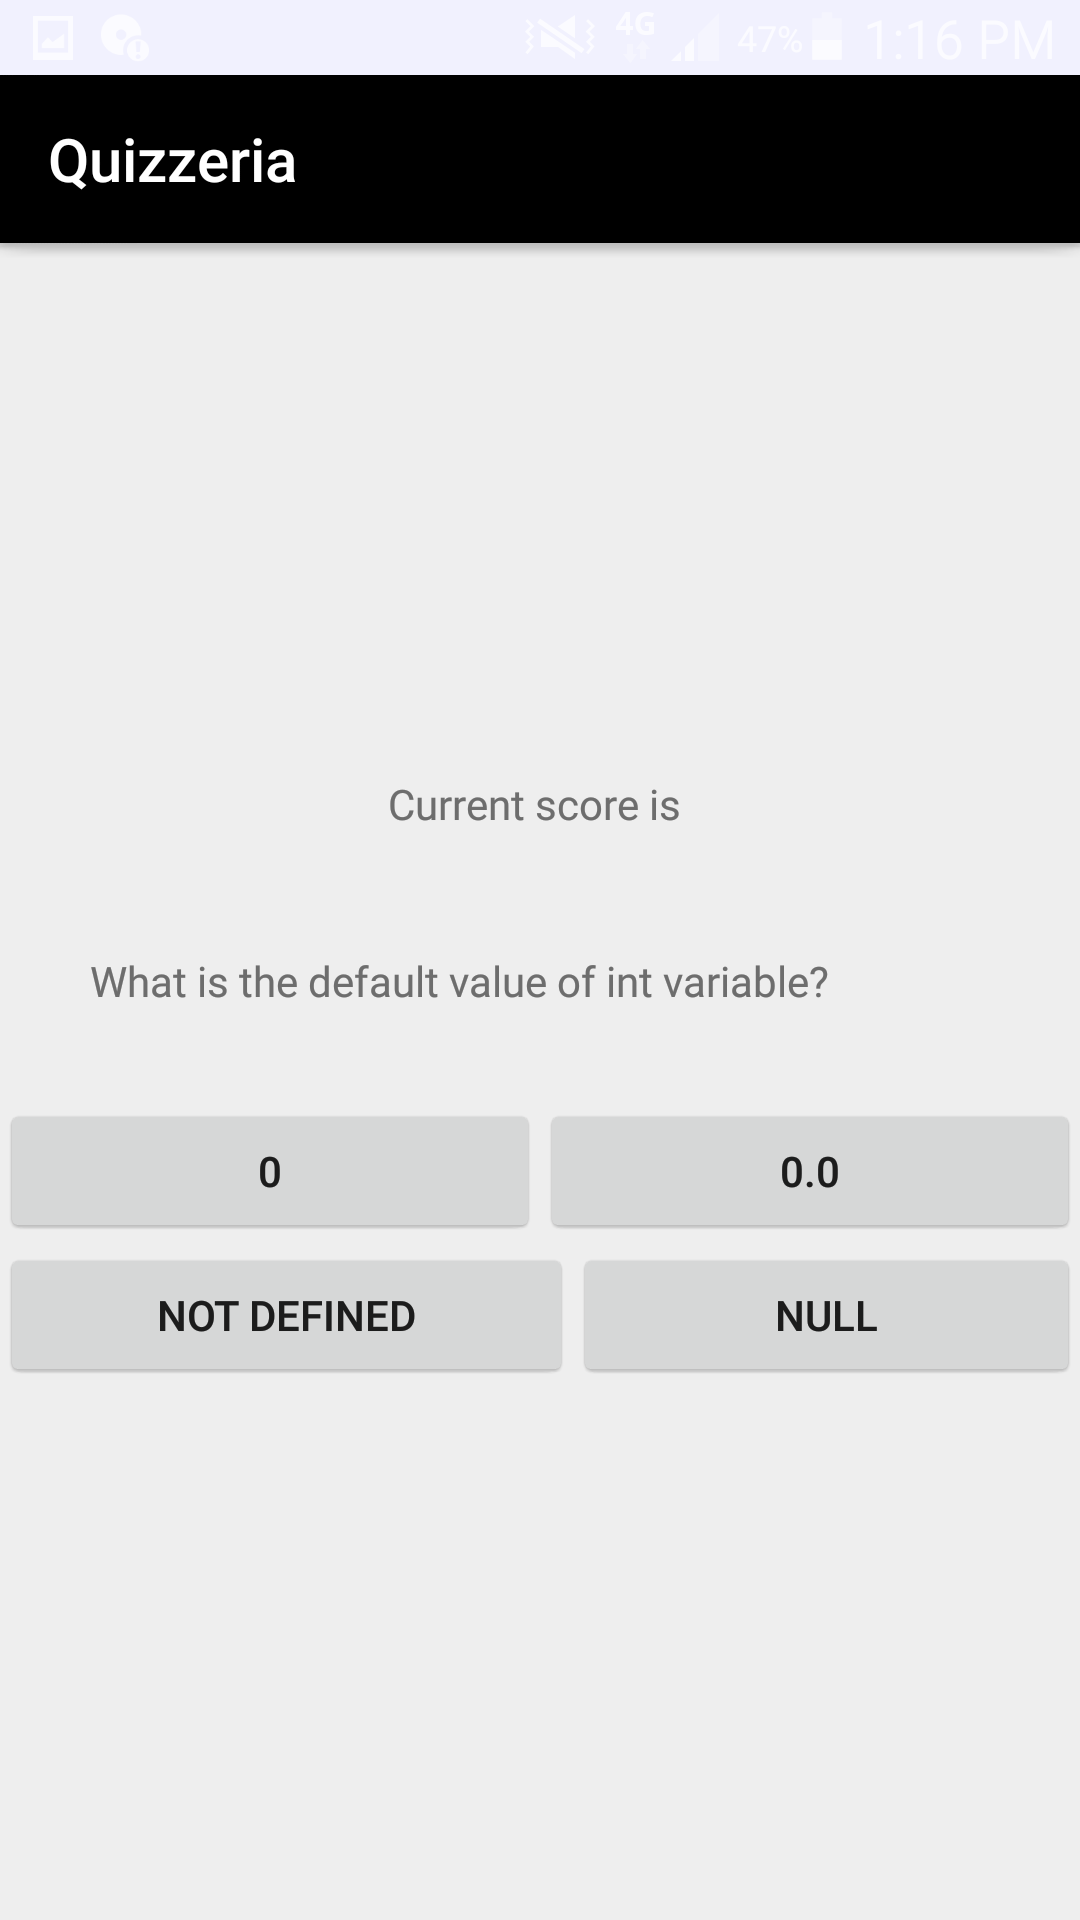 4G 47% 1:16 PM
Quizzeria
Current score is
What is the default value of int variable?
0 0.0
NOT DEFINED NULL